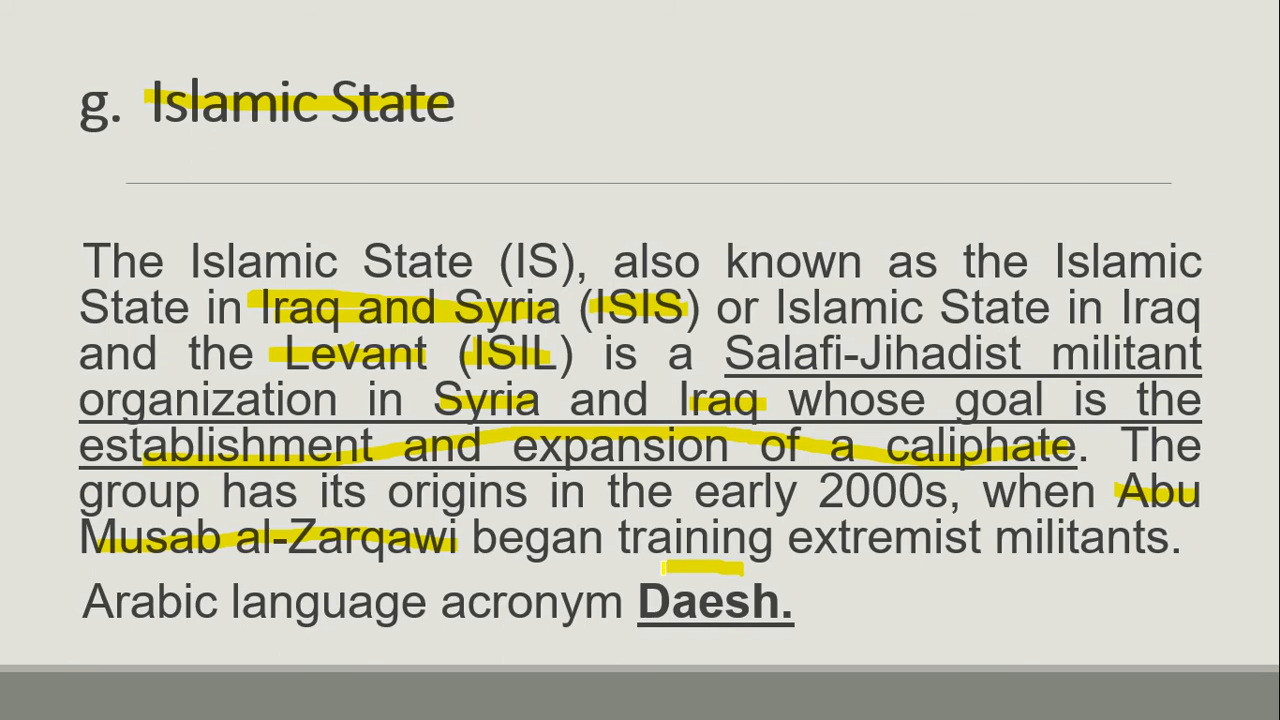 g. Islamic State
The Islamic State (IS), also known as the Islamic
State in Iraq and Syria (ISIS) or Islamic State in Iraq
and the Levant (ISIL) is a Salafi-Jihadist militant
organization in Syria and Iraq whose goal is the
establishment and expansion of a caliphate. The
group has its origins in the early 2000s, when Abu
Musab al-Zarqawi began training extremist militants.
Arabic language acronym Daesh.